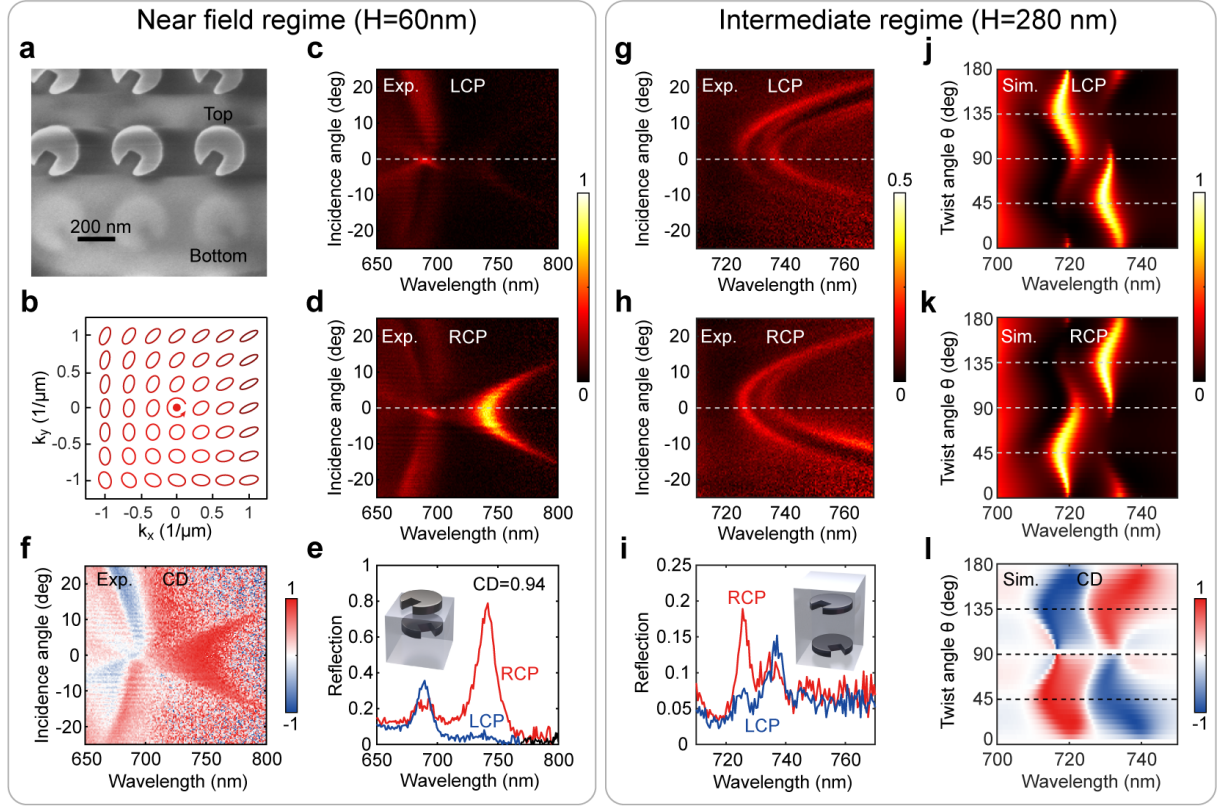 Near field regime (H=60nm)
Intermediate regime (H=280 nm)
a
Top
200 nm
Bottom
b
k_y (1/μm)
1
0.5
0
-0.5
-1
-1
-0.5
0
0.5
1
k_x (1/μm)
c
Exp. LCP
Incidence angle (deg)
20
10
0
-10
-20
650 700 750 800
Wavelength (nm)
1
0
d
Exp. RCP
Incidence angle (deg)
20
10
0
-10
-20
650 700 750 800
Wavelength (nm)
f
Exp. CD
Incidence angle (deg)
20
10
0
-10
-20
650 700 750 800
Wavelength (nm)
1
-1
e
CD=0.94
RCP
LCP
Reflection
1
0.8
0.6
0.4
0.2
0
650 700 750 800
Wavelength (nm)
g
Exp. LCP
Incidence angle (deg)
20
10
0
-10
-20
720 740 760
Wavelength (nm)
0.5
0
h
Exp. RCP
Incidence angle (deg)
20
10
0
-10
-20
720 740 760
Wavelength (nm)
i
RCP
LCP
Reflection
0.25
0.2
0.15
0.1
0.05
0
720 740 760
Wavelength (nm)
j
Sim. LCP
Twist angle θ (deg)
180
135
90
45
0
700 720 740
Wavelength (nm)
1
0
k
Sim. RCP
Twist angle θ (deg)
180
135
90
45
0
700 720 740
Wavelength (nm)
l
Sim. CD
Twist angle θ (deg)
180
135
90
45
0
700 720 740
Wavelength (nm)
1
-1